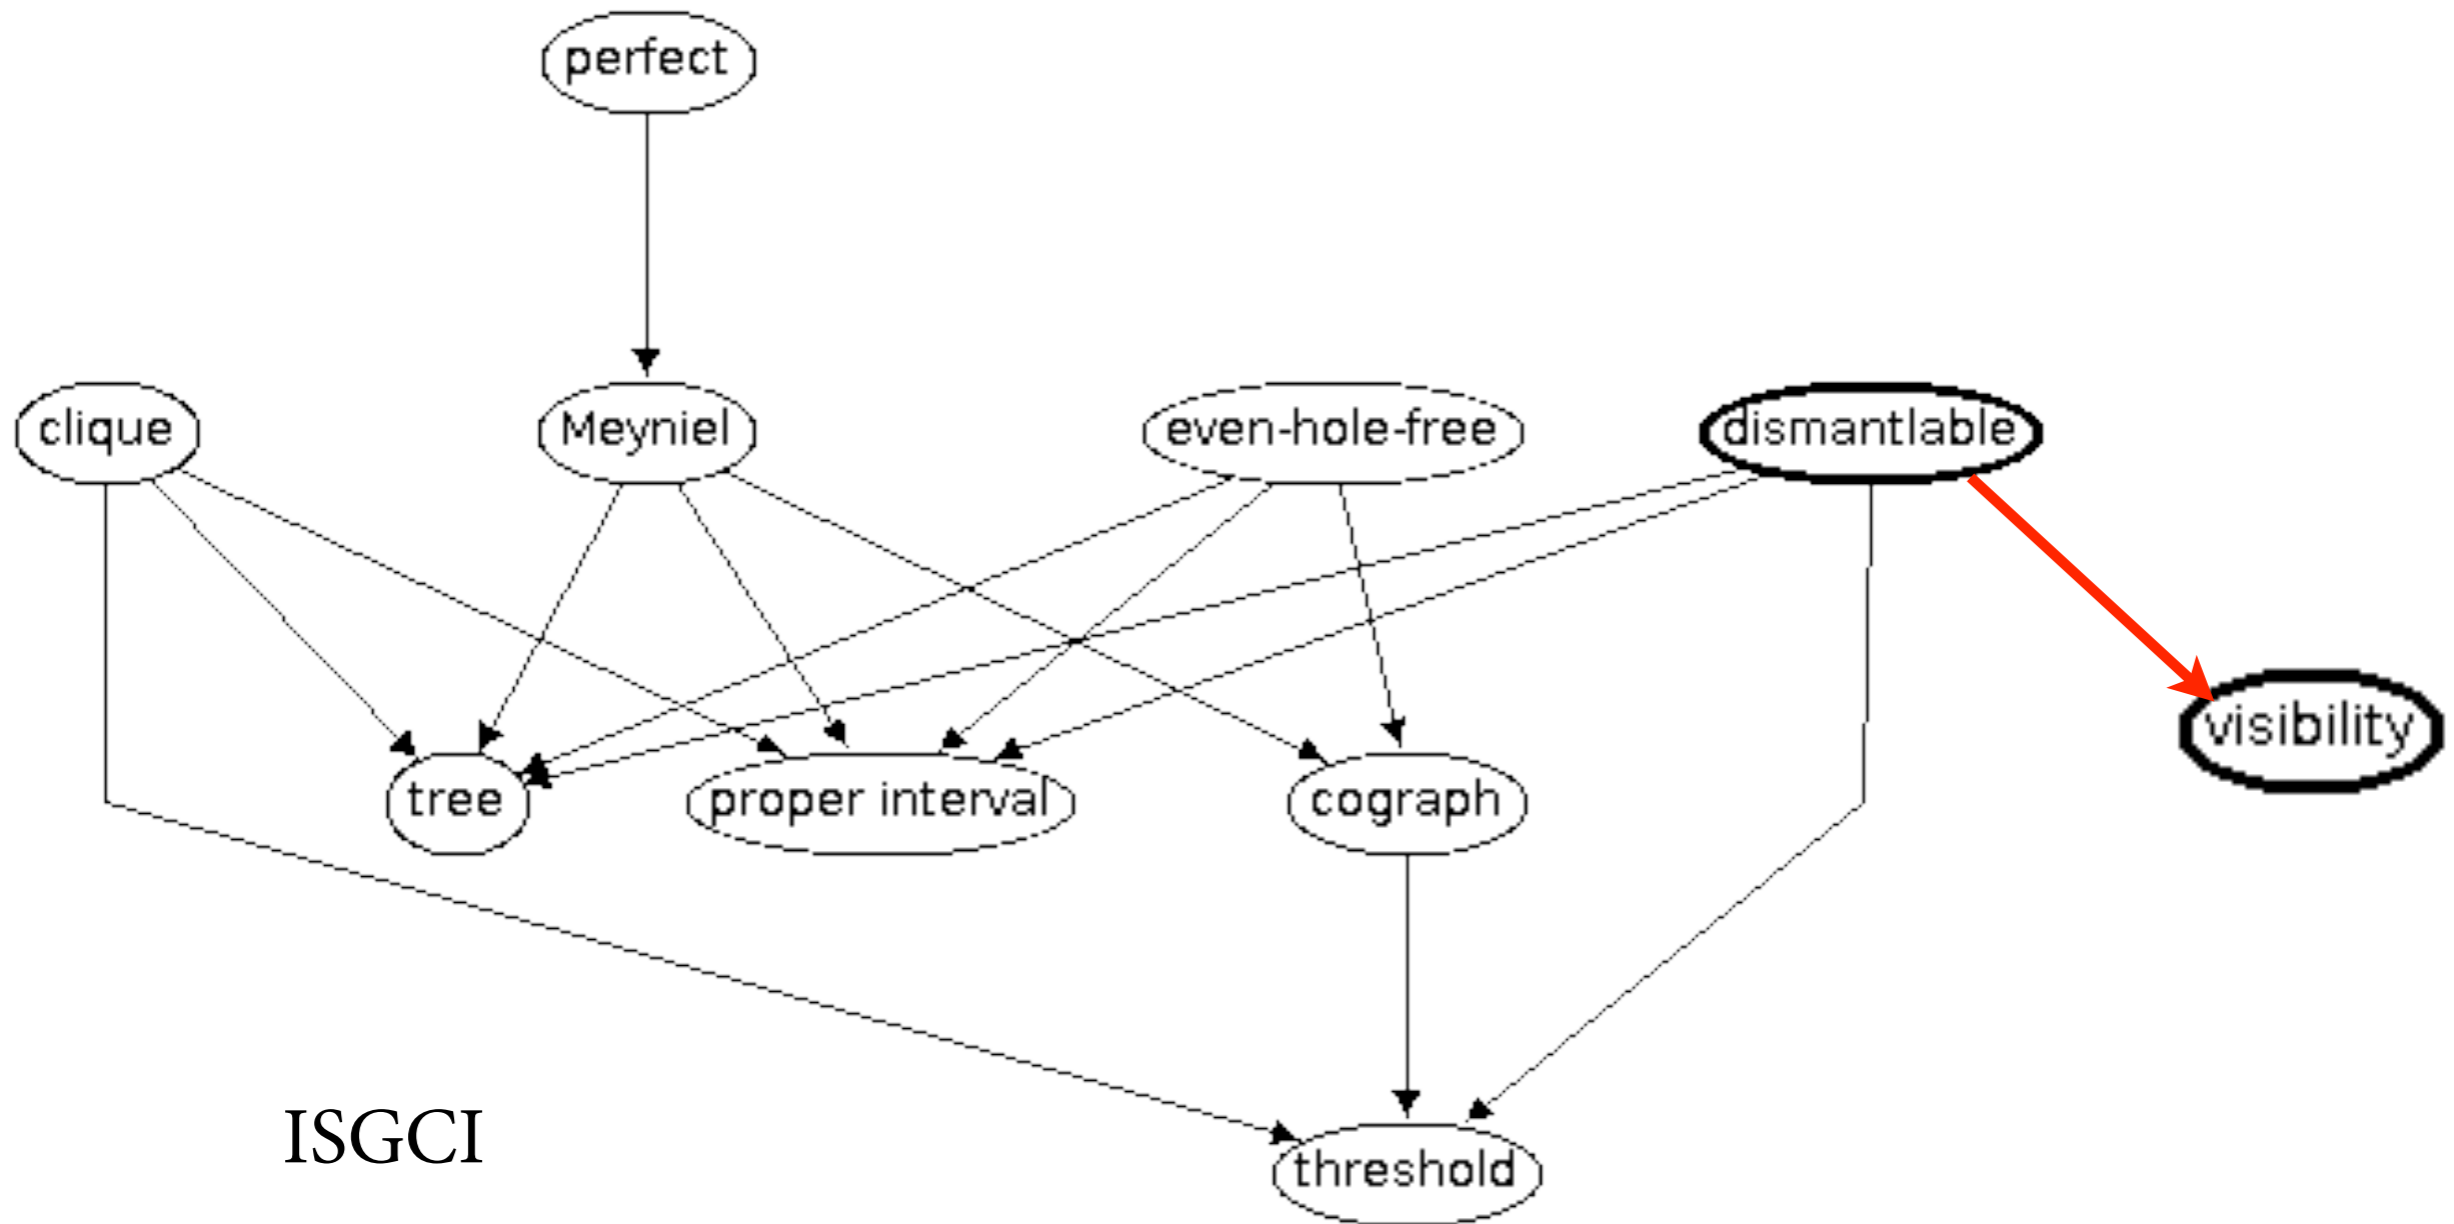 perfect
clique
Meyniel
even-hole-free
dismantlable
visibility
tree
proper interval
cograph
ISGCI
threshold